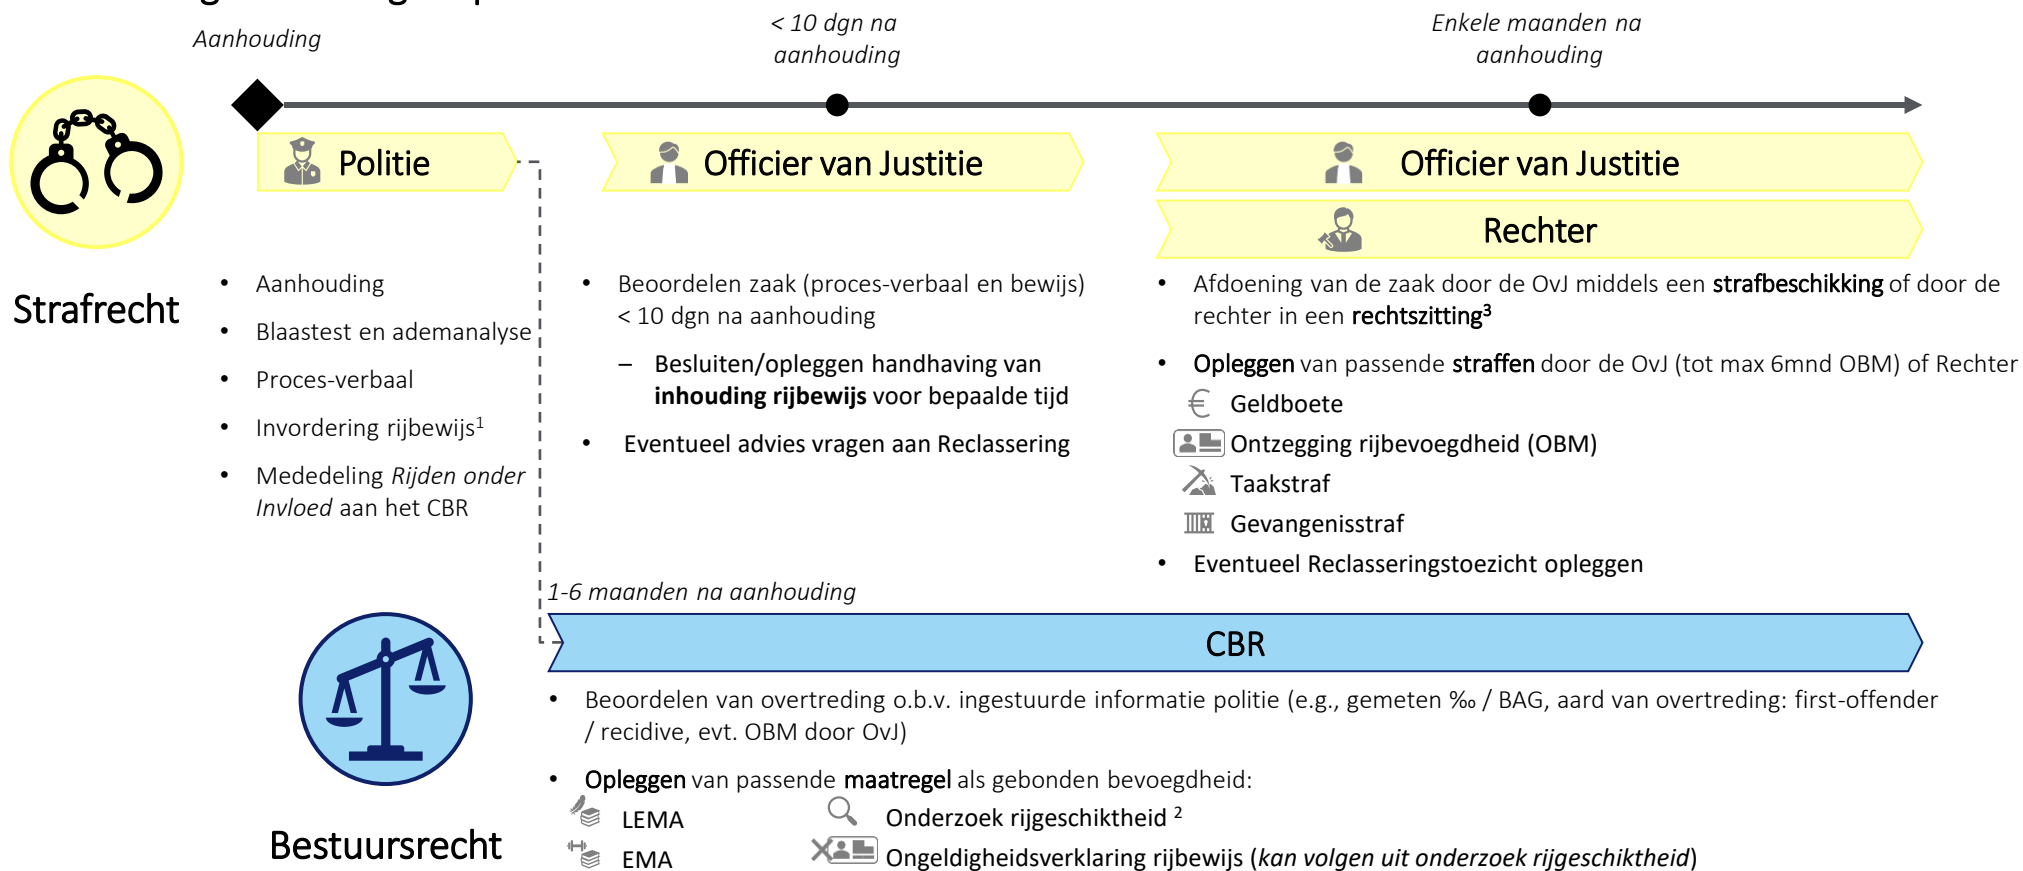 Aanhouding
< 10 dgn na
aanhouding
Enkele maanden na
aanhouding
Politie
Officier van Justitie
Officier van Justitie
Rechter
Strafrecht
• Aanhouding
• Blaastest en ademanalyse
• Proces-verbaal
• Invordering rijbewijs¹
• Mededeling Rijden onder
Invloed aan het CBR
• Beoordelen zaak (proces-verbaal en bewijs)
< 10 dgn na aanhouding
– Besluiten/opleggen handhaving van
inhouding rijbewijs voor bepaalde tijd
• Eventueel advies vragen aan Reclassering
• Afdoening van de zaak door de OvJ middels een strafbeschikking of door de
rechter in een rechtszitting³
• Opleggen van passende straffen door de OvJ (tot max 6mnd OBM) of Rechter
€ Geldboete
Ontzegging rijbevoegdheid (OBM)
Taakstraf
Gevangenisstraf
• Eventueel Reclasseringstoezicht opleggen
1-6 maanden na aanhouding
CBR
Bestuursrecht
• Beoordelen van overtreding o.b.v. ingestuurde informatie politie (e.g., gemeten ‰ / BAG, aard van overtreding: first-offender
/ recidive, evt. OBM door OvJ)
• Opleggen van passende maatregel als gebonden bevoegdheid:
LEMA
EMA
Onderzoek rijgeschiktheid ²
Ongeldigheidsverklaring rijbewijs (kan volgen uit onderzoek rijgeschiktheid)